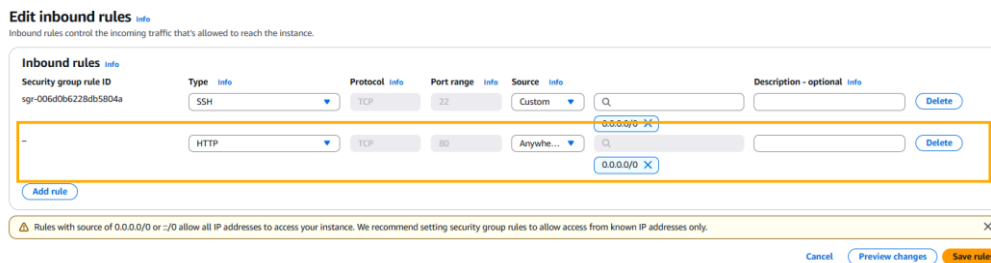 Edit inbound rules Info
Inbound rules control the incoming traffic that's allowed to reach the instance.
Inbound rules Info
Security group rule ID Type Info Protocol Info Port range Info Source Info Description - optional Info
sgr-006d0b6228db5804a SSH TCP 22 Custom Delete
0.0.0.0/0
– HTTP TCP 80 Anywhe... Delete
0.0.0.0/0
Add rule
Rules with source of 0.0.0.0/0 or ::/0 allow all IP addresses to access your instance. We recommend setting security group rules to allow access from known IP addresses only.
Cancel Preview changes Save rule